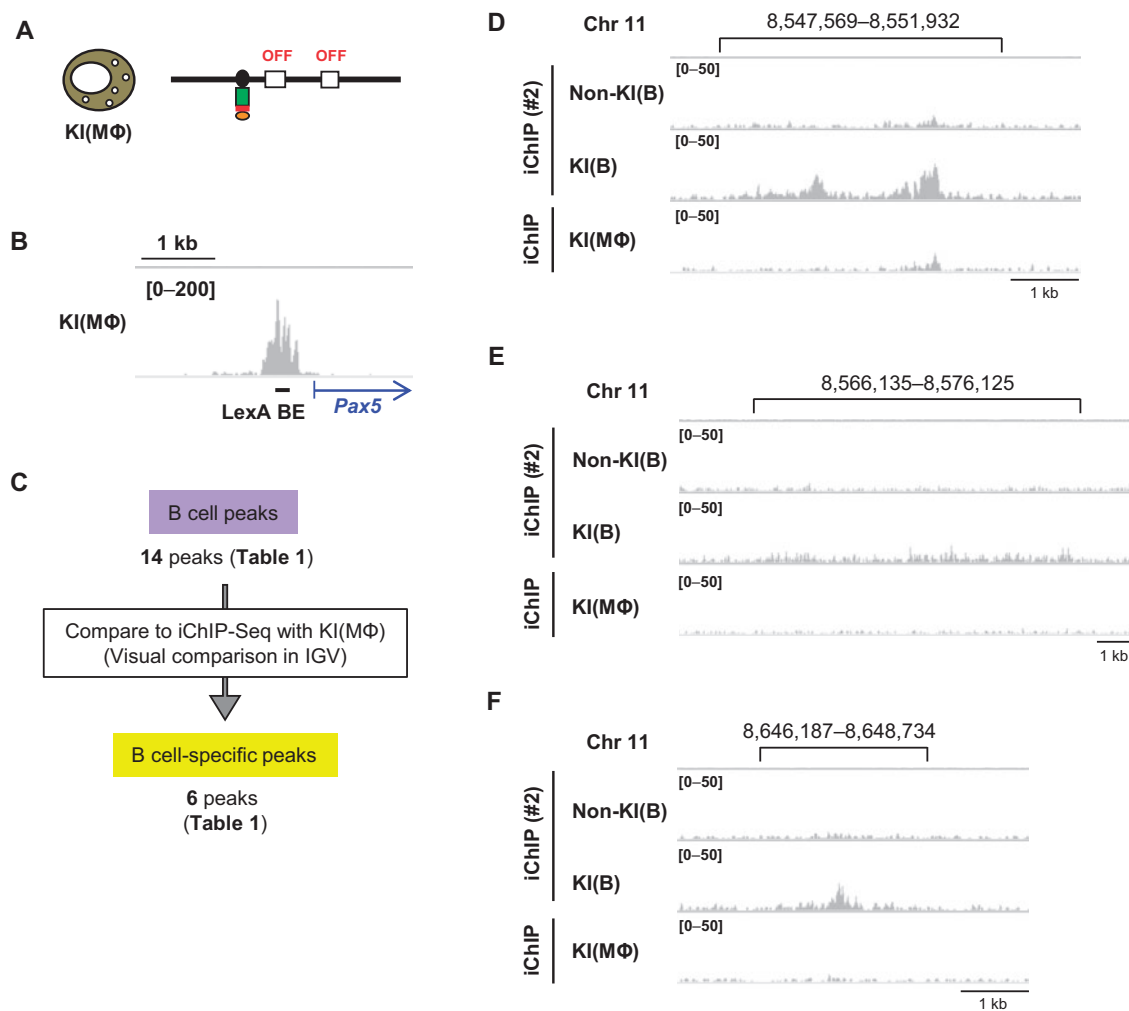 A
OFF OFF
KI(MΦ)
B
1 kb
[0–200]
KI(MΦ)
LexA BE
Pax5
C
B cell peaks
14 peaks (Table 1)
Compare to iChIP-Seq with KI(MΦ)
(Visual comparison in IGV)
B cell-specific peaks
6 peaks
(Table 1)
D
Chr 11
8,547,569–8,551,932
iChIP (#2)
Non-KI(B)
[0–50]
KI(B)
[0–50]
iChIP
KI(MΦ)
[0–50]
1 kb
E
Chr 11
8,566,135–8,576,125
iChIP (#2)
Non-KI(B)
[0–50]
KI(B)
[0–50]
iChIP
KI(MΦ)
[0–50]
1 kb
F
Chr 11
8,646,187–8,648,734
iChIP (#2)
Non-KI(B)
[0–50]
KI(B)
[0–50]
iChIP
KI(MΦ)
[0–50]
1 kb